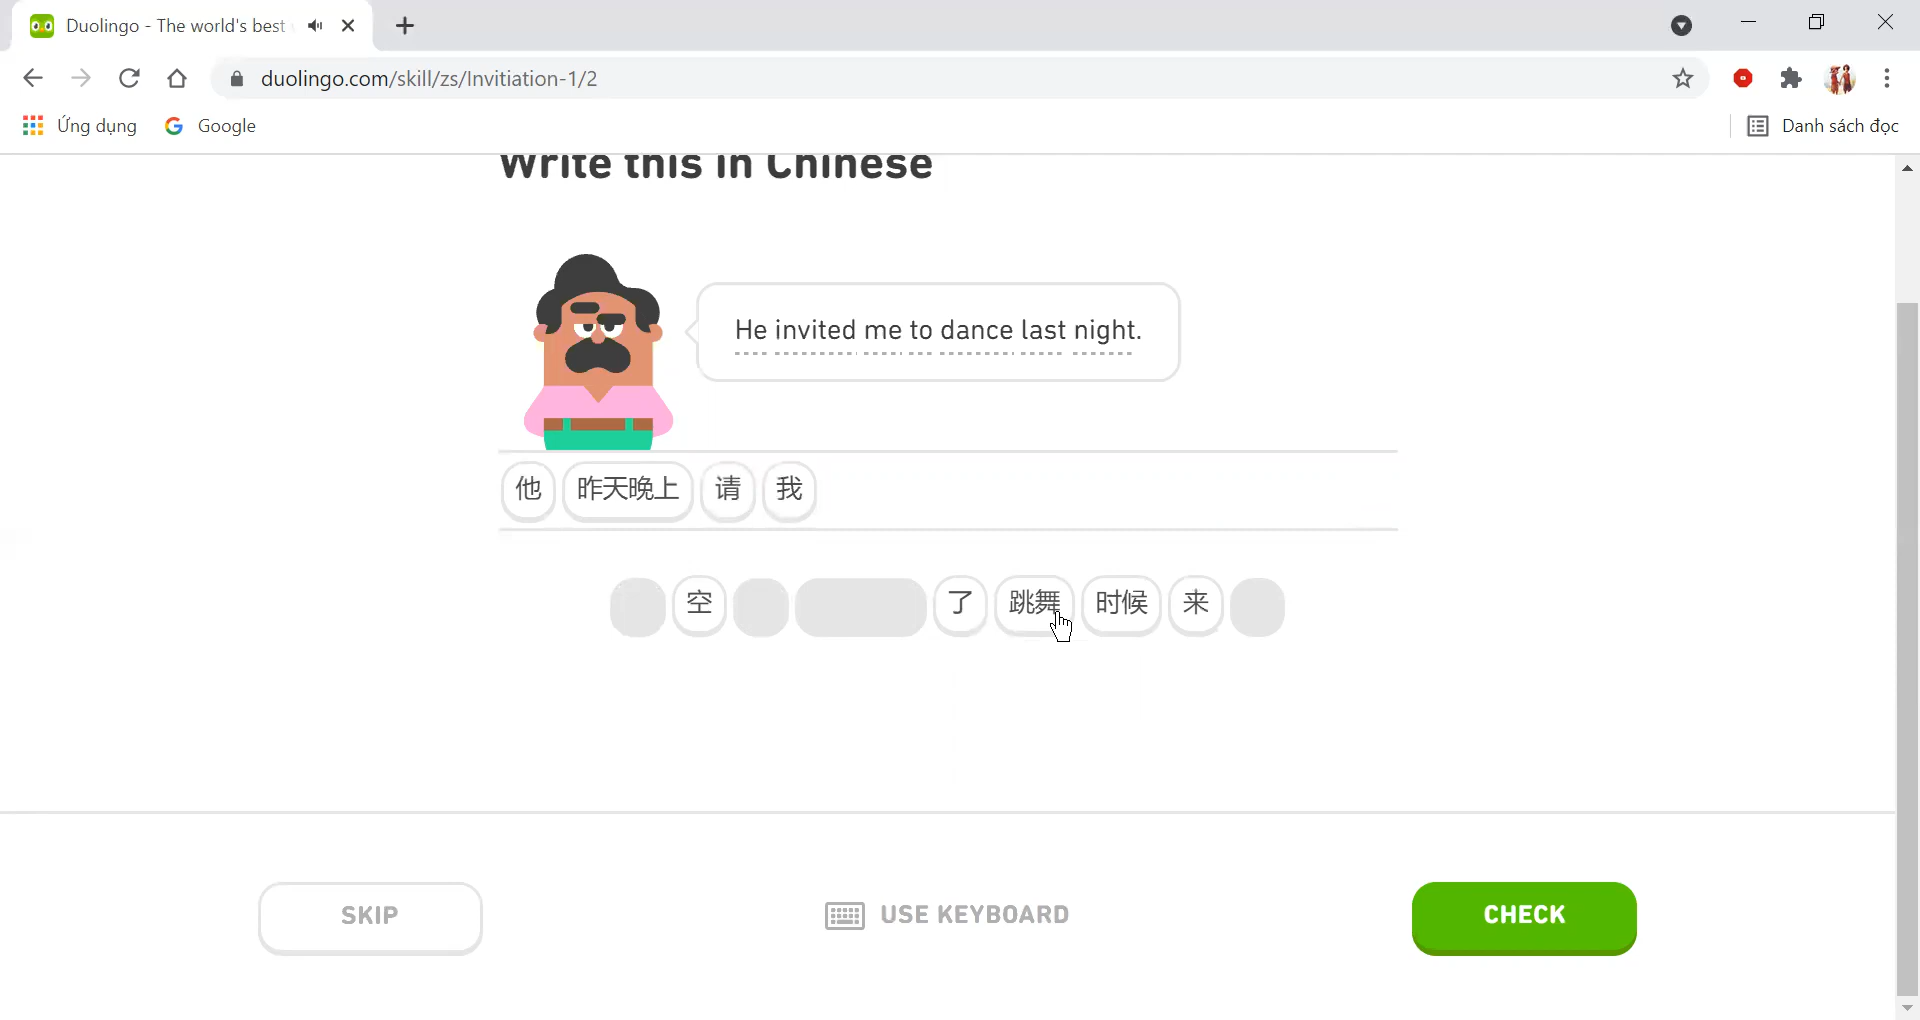 Duolingo - The world's best
duolingo.com/skill/zs/Invitiation-1/2
Ứng dụng Google Danh sách đọc
Write this in Chinese
He invited me to dance last night.
他 昨天晚上 请 我
空 了 跳舞 时候 来
SKIP USE KEYBOARD CHECK